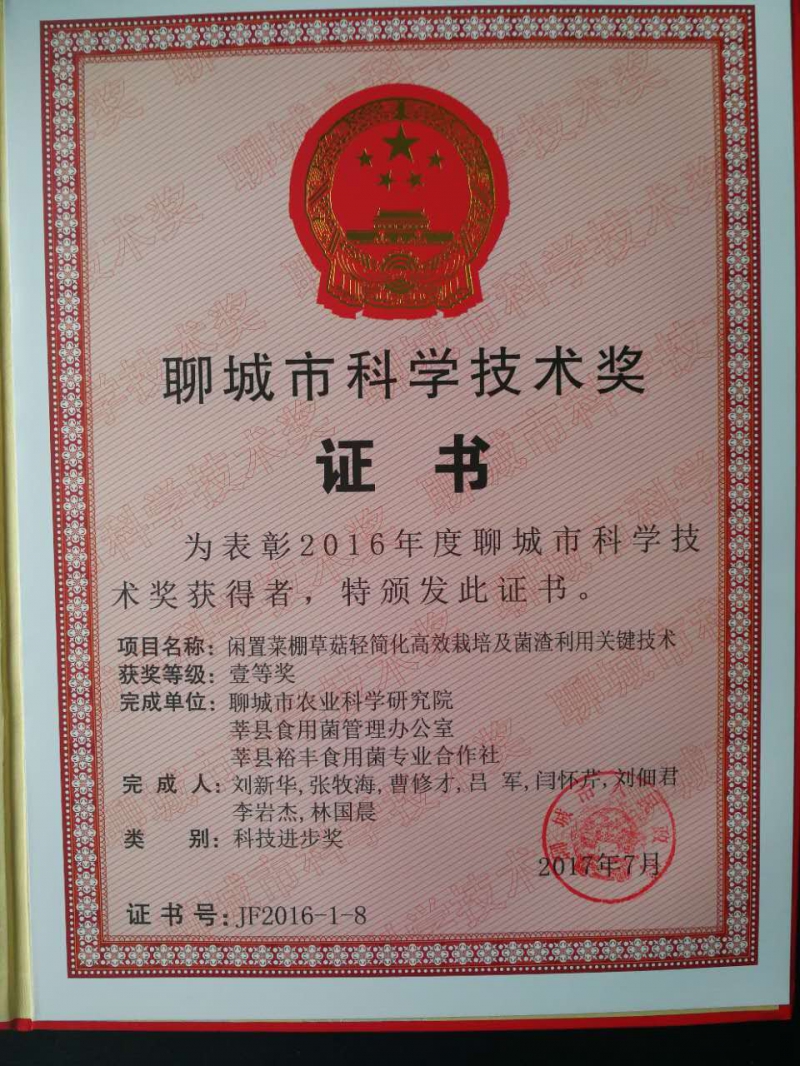 聊城市科学技术奖
证 书
为表彰2016年度聊城市科学技
术奖获得者，特颁发此证书。
项目名称：闲置菜棚草菇轻简化高效栽培及菌渣利用关键技术
获奖等级：壹等奖
完成单位：聊城市农业科学研究院
莘县食用菌管理办公室
莘县裕丰食用菌专业合作社
完 成 人：刘新华,张牧海,曹修才,吕 军,闫怀芹,刘佃君
李岩杰,林国晨
类 别：科技进步奖
2017年7月
证 书 号：JF2016-1-8